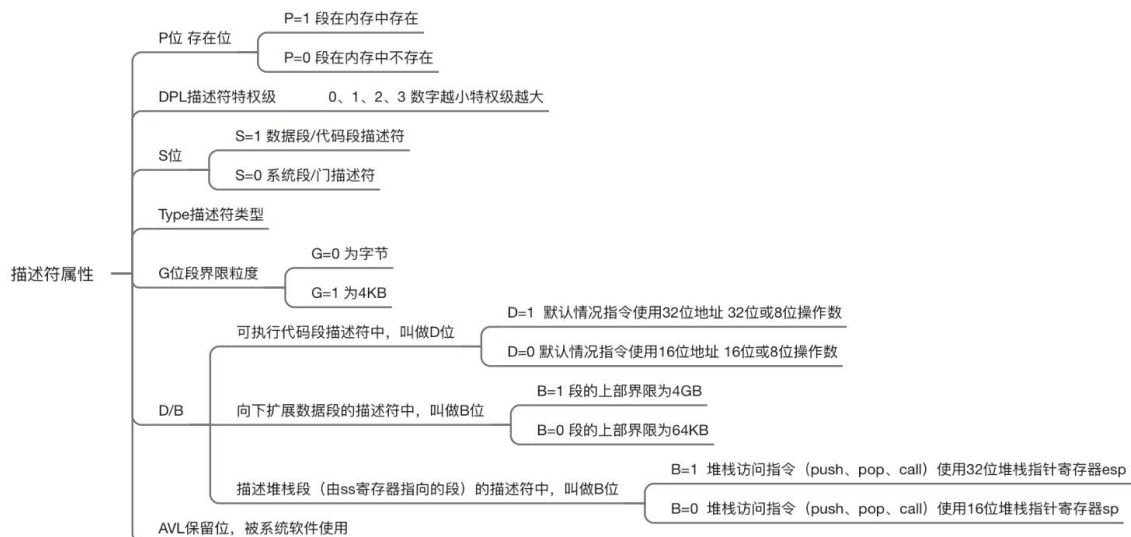 描述符属性
P位 存在位
P=1 段在内存中存在
P=0 段在内存中不存在
DPL描述符特权级
0、1、2、3 数字越小特权级越大
S位
S=1 数据段/代码段描述符
S=0 系统段/门描述符
Type描述符类型
G位段界限粒度
G=0 为字节
G=1 为4KB
D/B
可执行代码段描述符中，叫做D位
D=1 默认情况指令使用32位地址 32位或8位操作数
D=0 默认情况指令使用16位地址 16位或8位操作数
向下扩展数据段的描述符中，叫做B位
B=1 段的上部界限为4GB
B=0 段的上部界限为64KB
描述堆栈段（由ss寄存器指向的段）的描述符中，叫做B位
B=1 堆栈访问指令（push、pop、call）使用32位堆栈指针寄存器esp
B=0 堆栈访问指令（push、pop、call）使用16位堆栈指针寄存器sp
AVL保留位，被系统软件使用